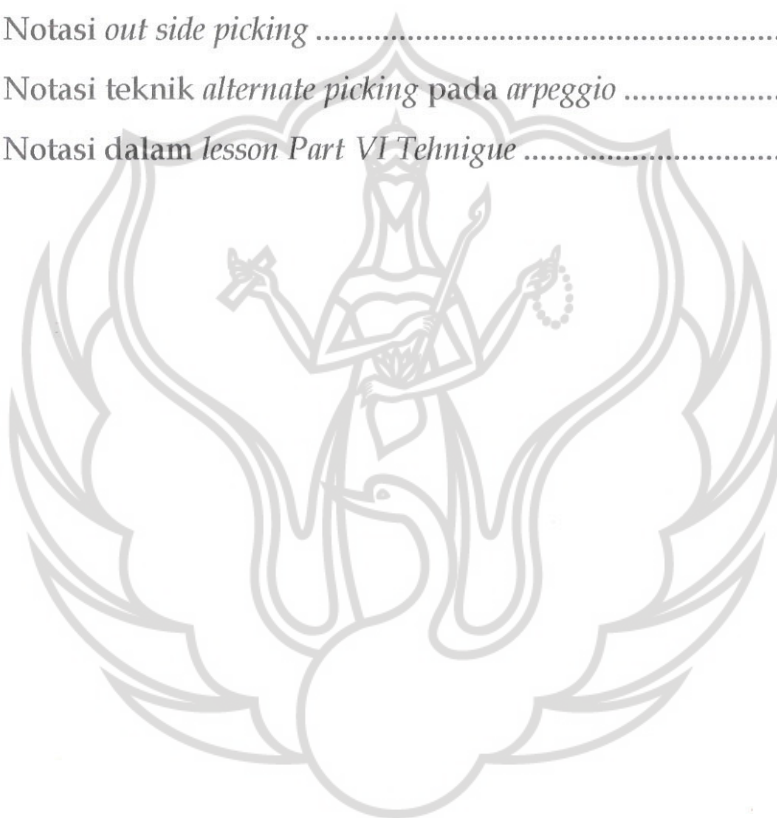 Notasi out side picking ................................................................
Notasi teknik alternate picking pada arpeggio ......................
Notasi dalam lesson Part VI Tehnigue ...................................